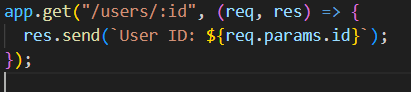 app.get("/users/:id", (req, res) => {
  res.send(`User ID: ${req.params.id}`);
});